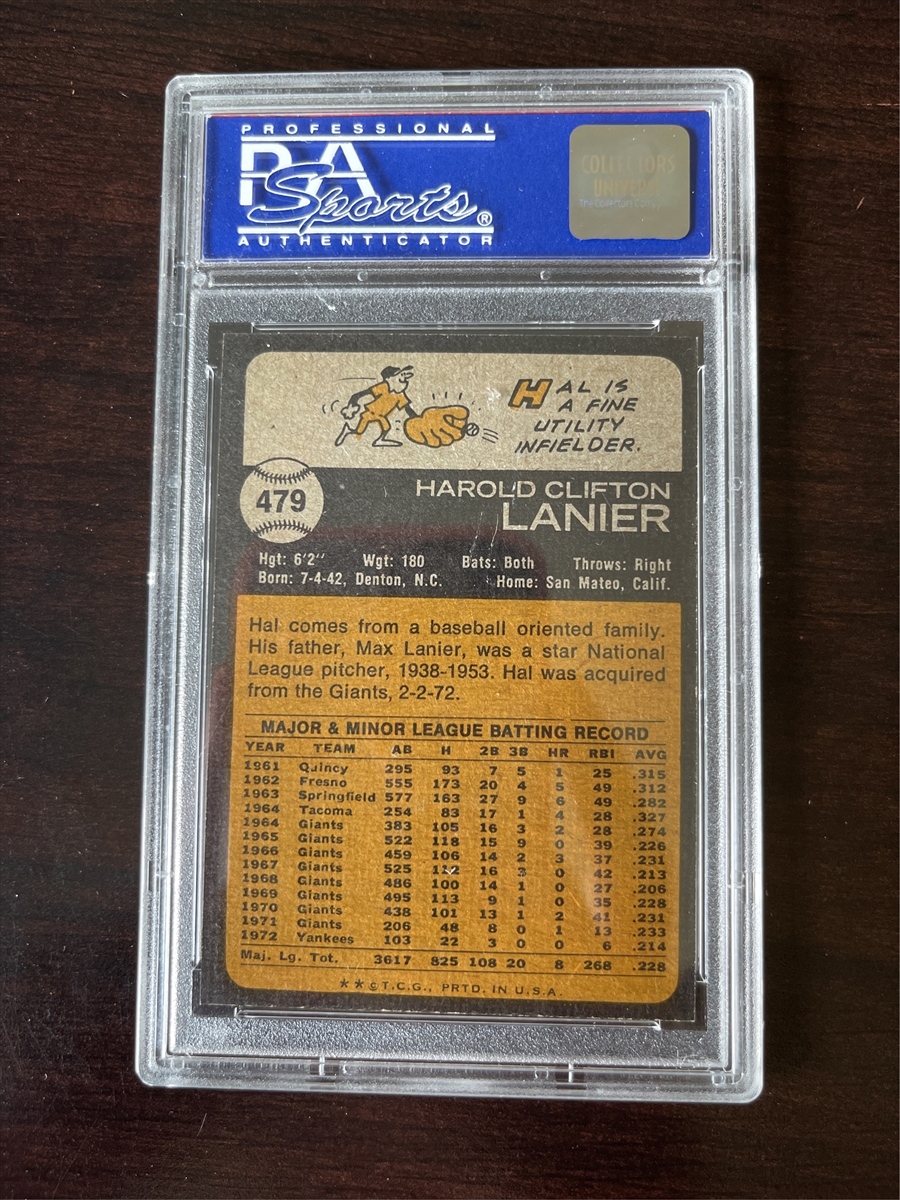 PROFESSIONAL
PSA
Sports®
AUTHENTICATOR
COLLECTORS
UNIVERSE
HAL IS
A FINE
UTILITY
INFIELDER.
479
HAROLD CLIFTON
LANIER
Hgt: 6'2" Wgt: 180 Bats: Both Throws: Right
Born: 7-4-42, Denton, N.C. Home: San Mateo, Calif.
Hal comes from a baseball oriented family.
His father, Max Lanier, was a star National
League pitcher, 1938-1953. Hal was acquired
from the Giants, 2-2-72.
MAJOR & MINOR LEAGUE BATTING RECORD
YEAR TEAM AB H 2B 3B HR RBI AVG
1961 Quincy 295 93 7 5 1 25 .315
1962 Fresno 555 173 20 4 5 49 .312
1963 Springfield 577 163 27 9 6 49 .282
1964 Tacoma 254 83 17 1 4 28 .327
1964 Giants 383 105 16 3 2 28 .274
1965 Giants 522 118 15 9 0 39 .226
1966 Giants 459 106 14 2 3 37 .231
1967 Giants 525 112 16 3 0 42 .213
1968 Giants 486 100 14 1 0 27 .206
1969 Giants 495 113 9 1 0 35 .228
1970 Giants 438 101 13 1 2 41 .231
1971 Giants 206 48 8 0 1 13 .233
1972 Yankees 103 22 3 0 0 6 .214
Maj. Lg. Tot. 3617 825 108 20 8 268 .228
**©T.C.G., PRTD. IN U.S.A.